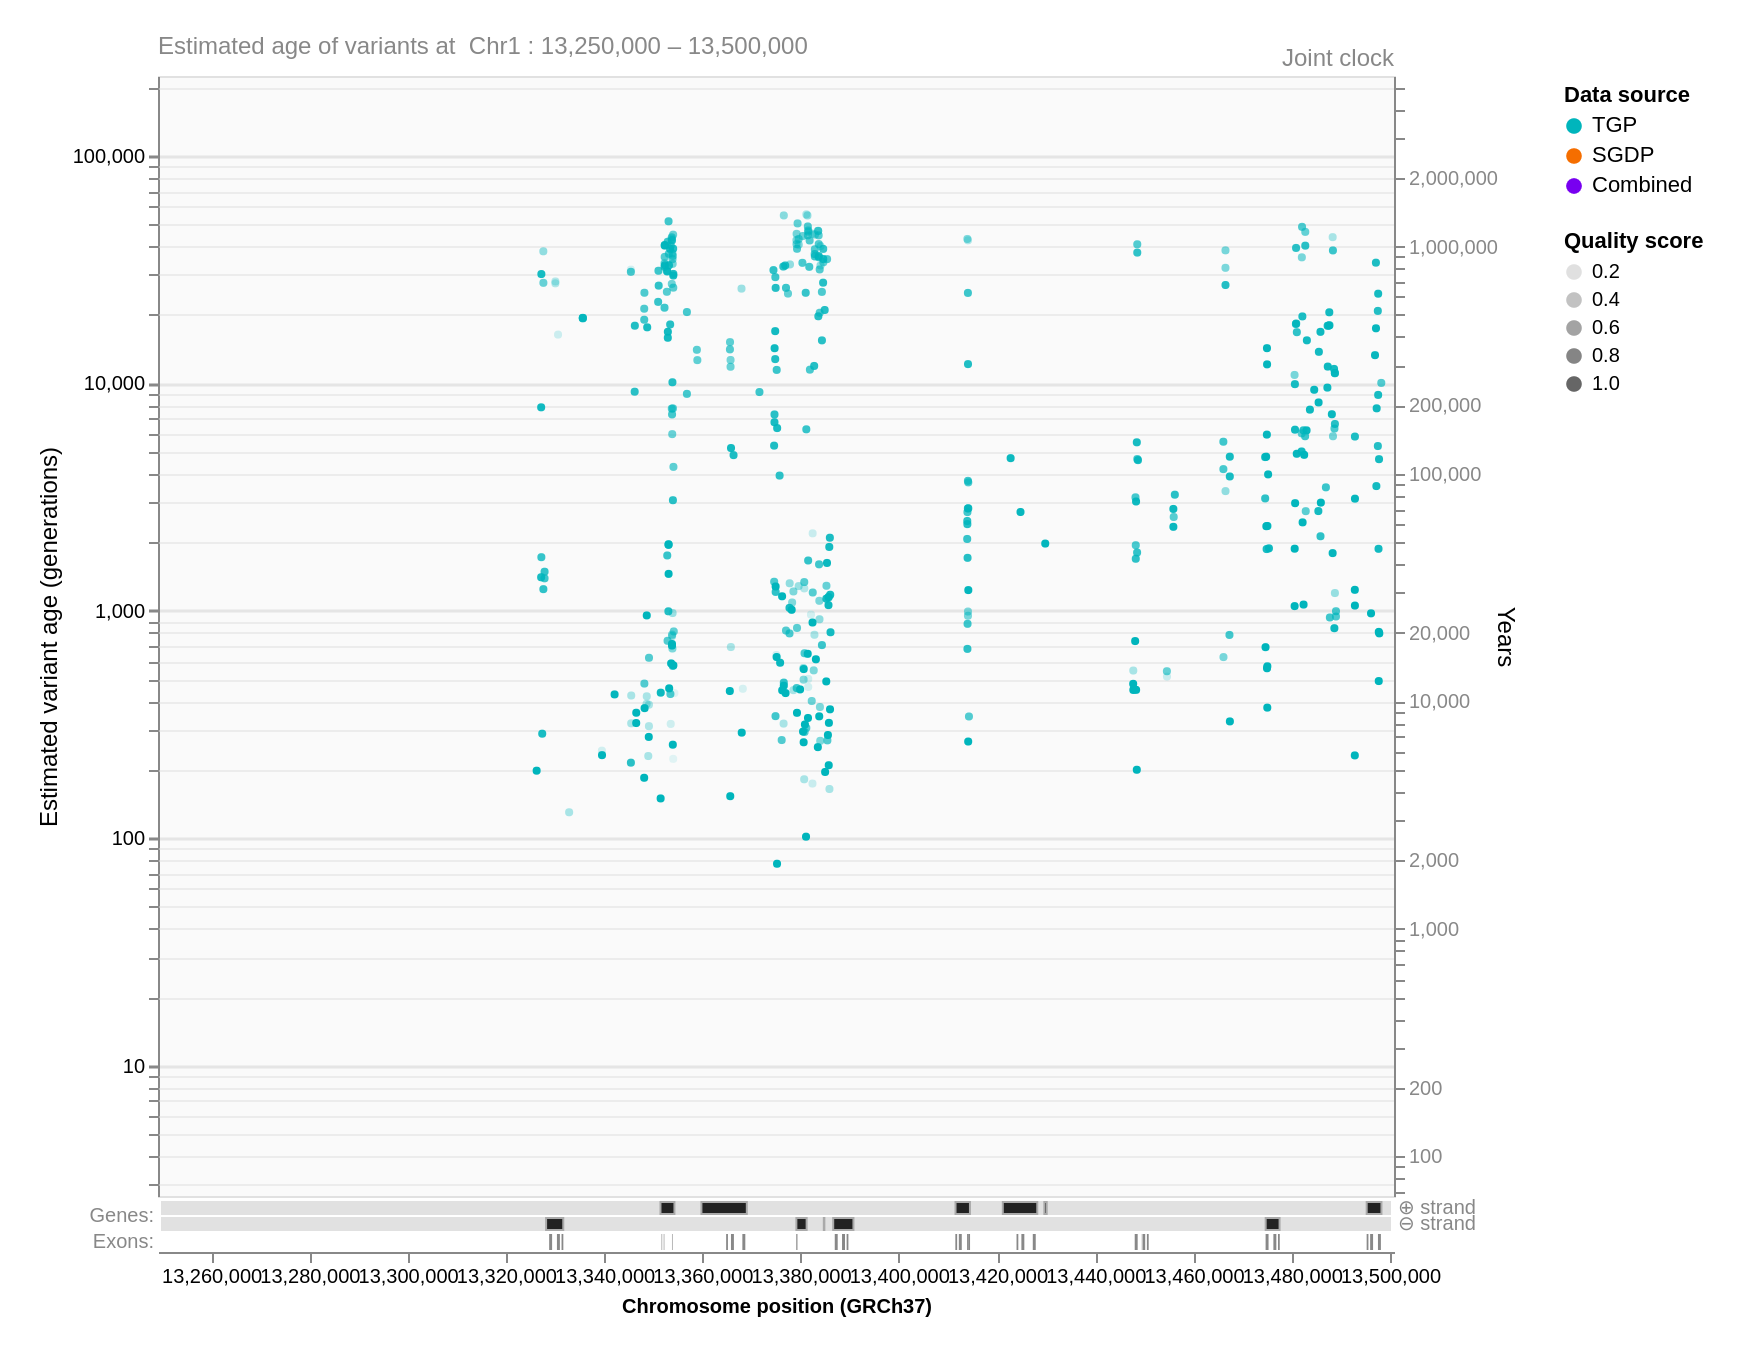 Estimated age of variants at  Chr1 : 13,250,000 – 13,500,000
Joint clock
Data source
TGP
SGDP
Combined
Quality score
0.2
0.4
0.6
0.8
1.0
Estimated variant age (generations)
100,000
10,000
1,000
100
10
2,000,000
1,000,000
200,000
100,000
20,000
10,000
2,000
1,000
200
100
Years
Genes:
Exons:
⊕ strand
⊖ strand
13,260,000
13,280,000
13,300,000
13,320,000
13,340,000
13,360,000
13,380,000
13,400,000
13,420,000
13,440,000
13,460,000
13,480,000
13,500,000
Chromosome position (GRCh37)